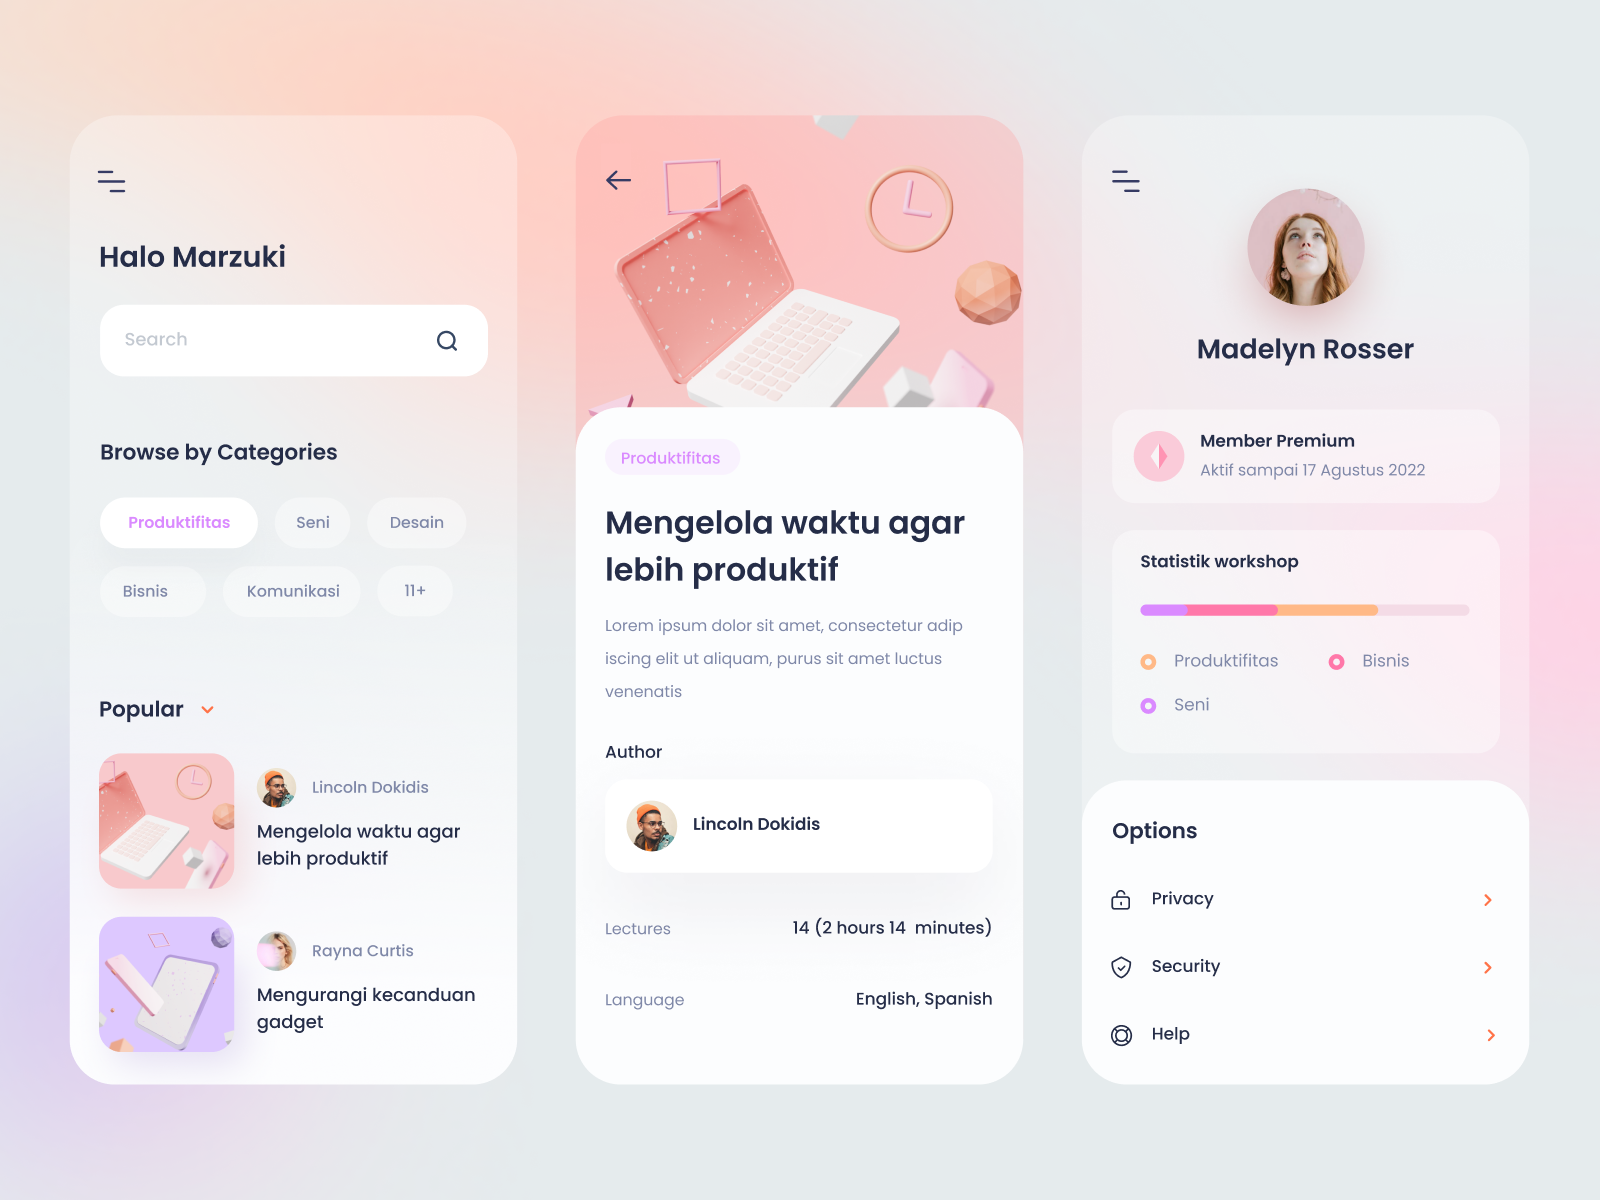 Halo Marzuki
Search
Browse by Categories
Produktifitas
Seni
Desain
Bisnis
Komunikasi
11+
Popular
Lincoln Dokidis
Mengelola waktu agar
lebih produktif
Rayna Curtis
Mengurangi kecanduan
gadget
Produktifitas
Mengelola waktu agar
lebih produktif
Lorem ipsum dolor sit amet, consectetur adip
iscing elit ut aliquam, purus sit amet luctus
venenatis
Author
Lincoln Dokidis
Lectures
14 (2 hours 14  minutes)
Language
English, Spanish
Madelyn Rosser
Member Premium
Aktif sampai 17 Agustus 2022
Statistik workshop
Produktifitas
Bisnis
Seni
Options
Privacy
Security
Help